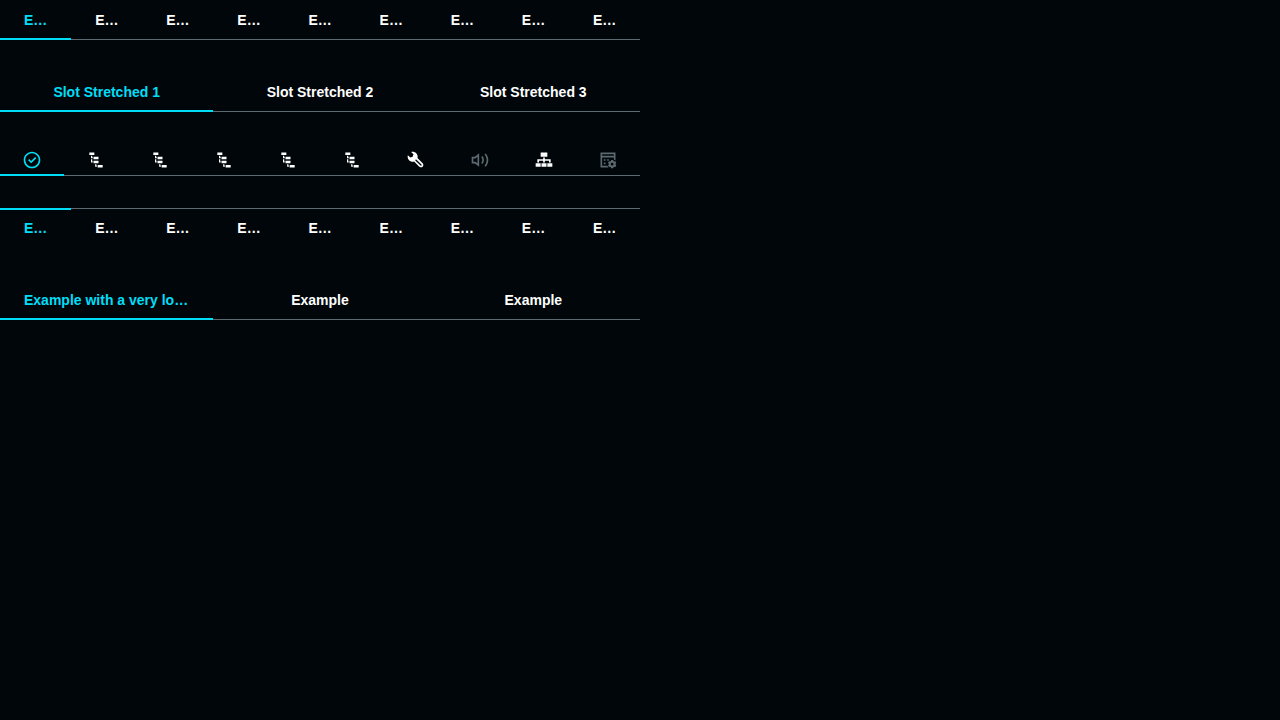 E… E… E… E… E… E… E… E… E…
Slot Stretched 1 Slot Stretched 2 Slot Stretched 3
E… E… E… E… E… E… E… E… E…
Example with a very lo… Example Example